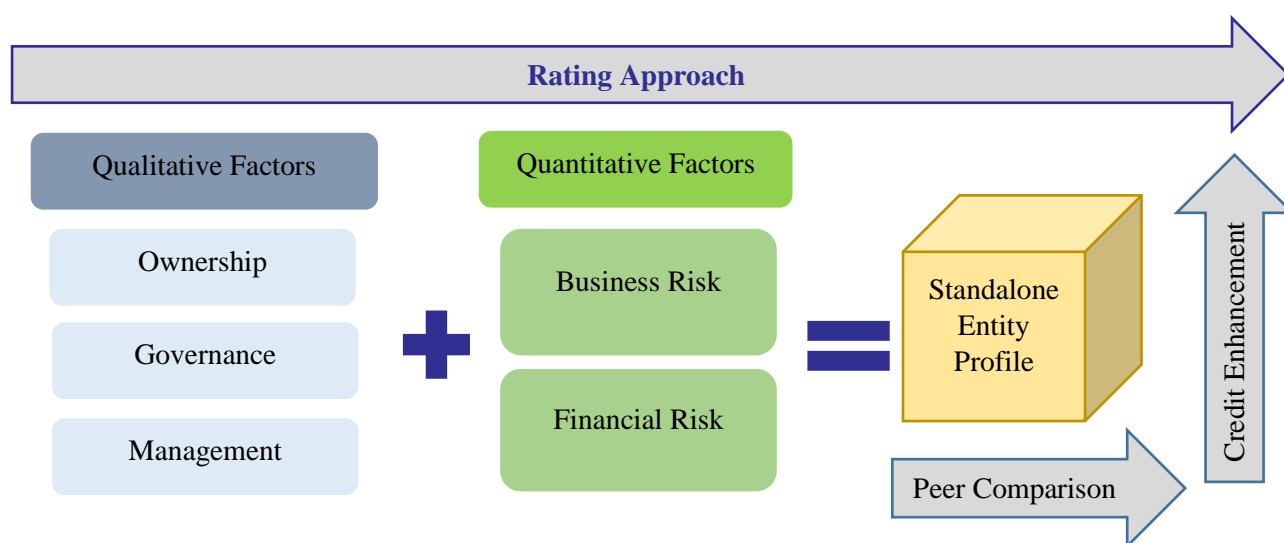 Rating Approach
Qualitative Factors
Ownership
Governance
Management
Quantitative Factors
Business Risk
Financial Risk
Standalone
Entity
Profile
Peer Comparison
Credit Enhancement